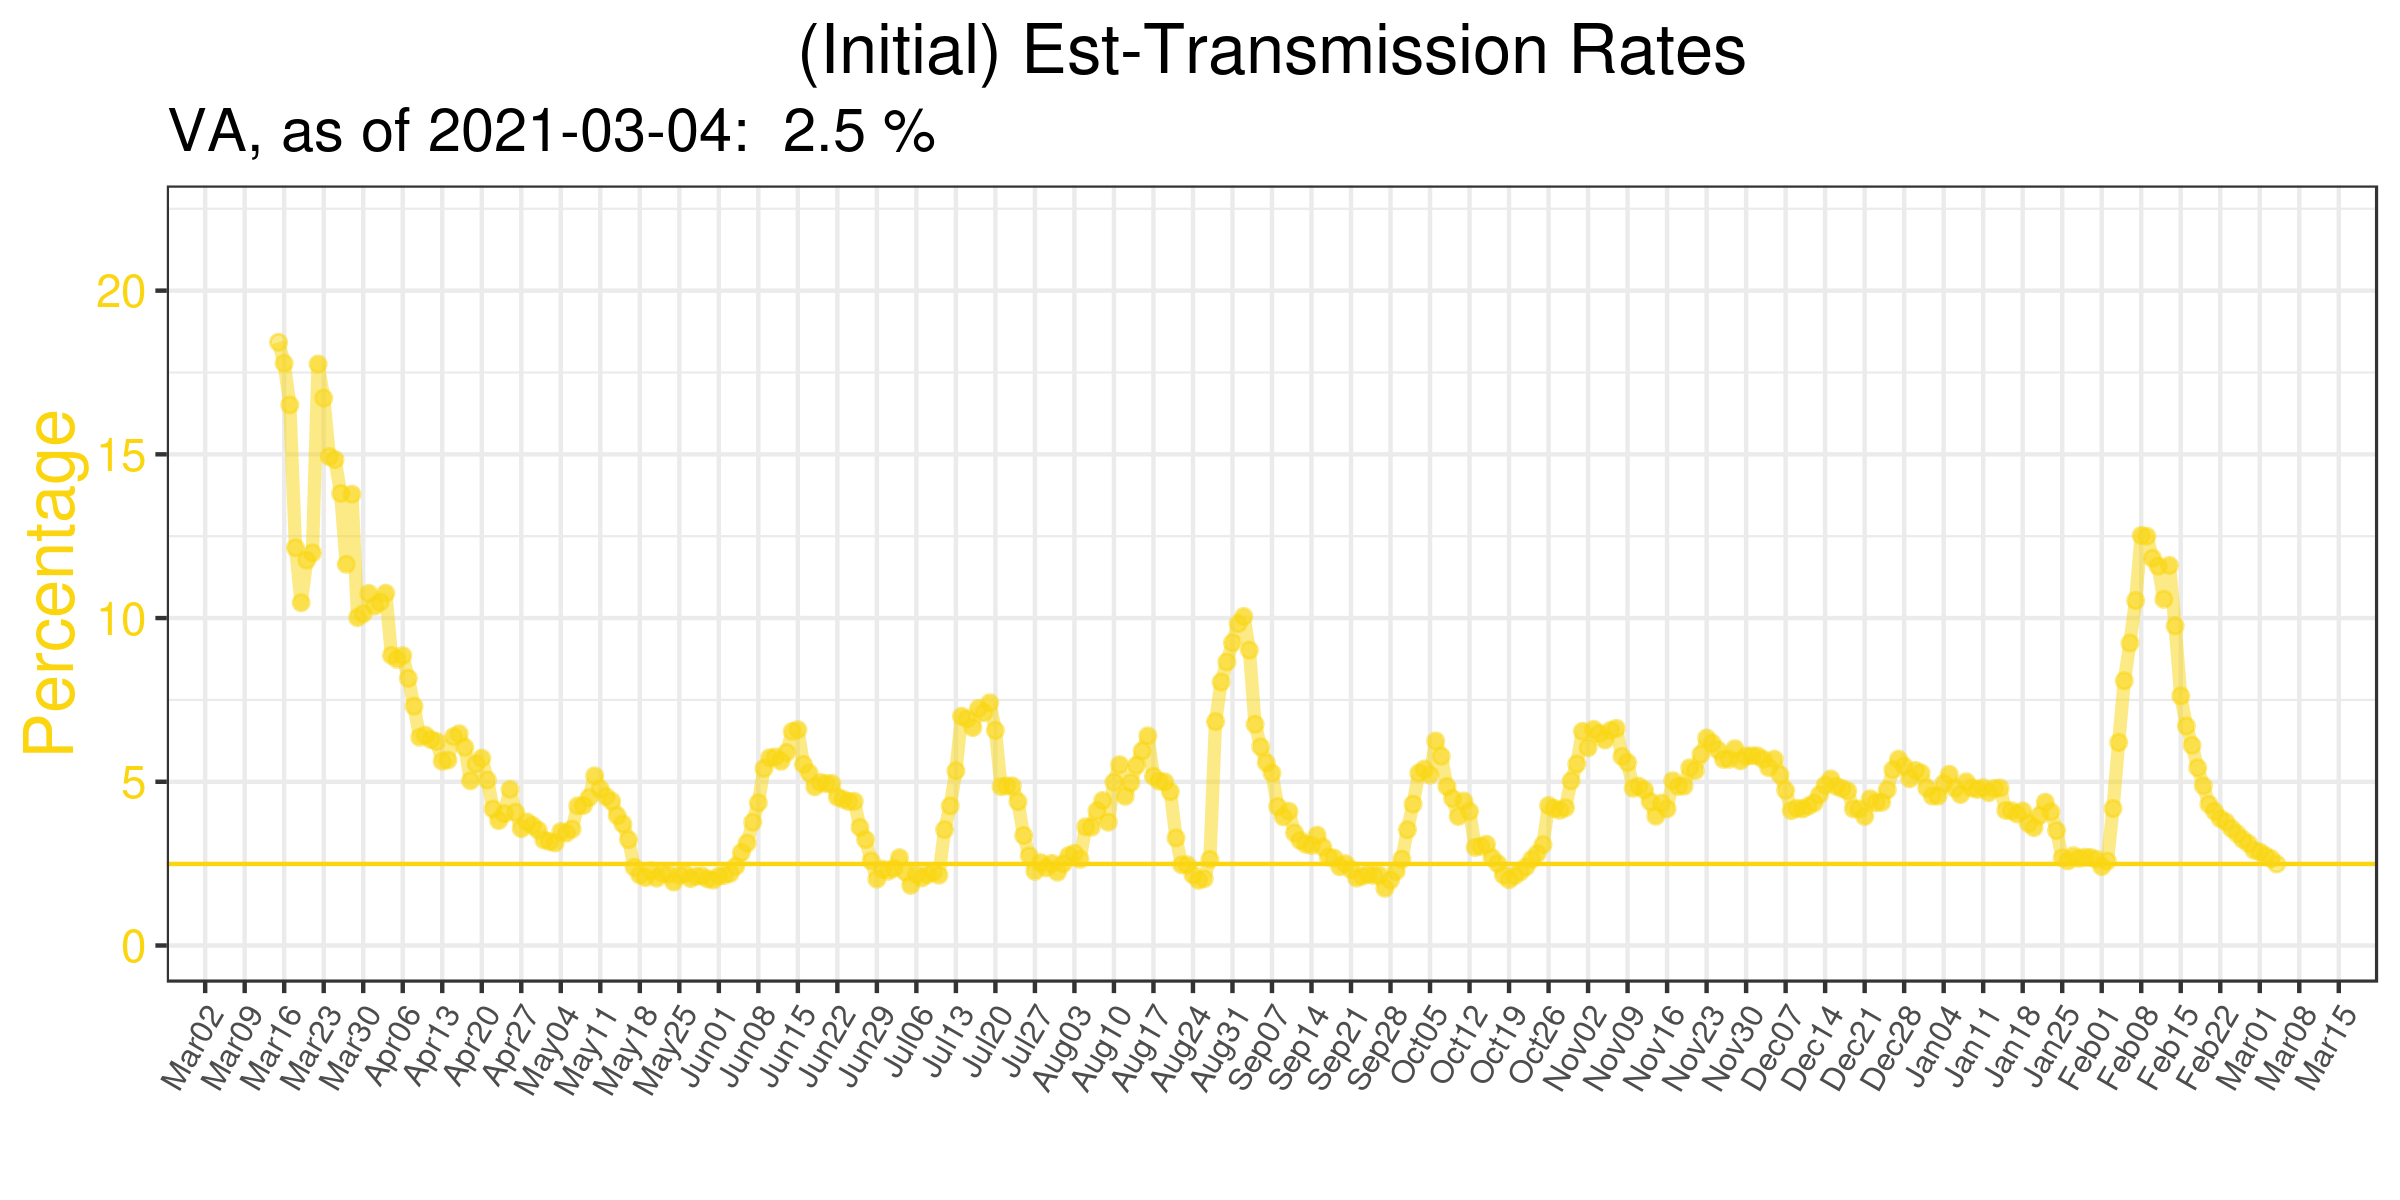 (Initial) Est-Transmission Rates
VA, as of 2021-03-04:  2.5 %
Percentage
20
15
10
5
0
Mar02 Mar09 Mar16 Mar23 Mar30 Apr06 Apr13 Apr20 Apr27 May04 May11 May18 May25 Jun01 Jun08 Jun15 Jun22 Jun29 Jul06 Jul13 Jul20 Jul27 Aug03 Aug10 Aug17 Aug24 Aug31 Sep07 Sep14 Sep21 Sep28 Oct05 Oct12 Oct19 Oct26 Nov02 Nov09 Nov16 Nov23 Nov30 Dec07 Dec14 Dec21 Dec28 Jan04 Jan11 Jan18 Jan25 Feb01 Feb08 Feb15 Feb22 Mar01 Mar08 Mar15